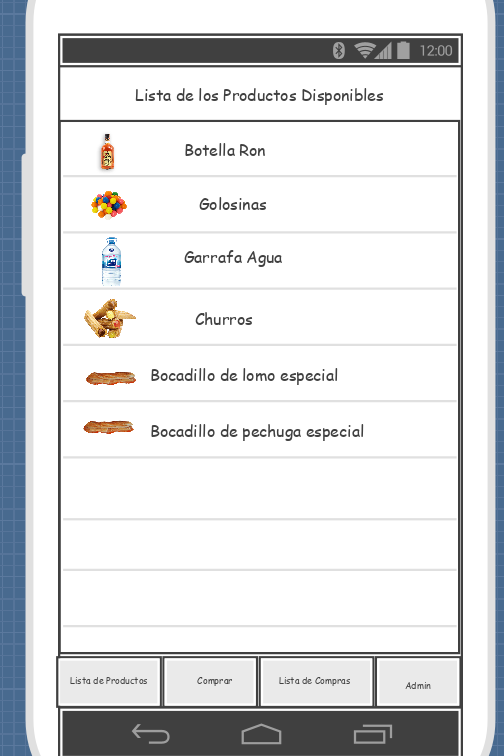 12:00
Lista de los Productos Disponibles
Botella Ron
Golosinas
Garrafa Agua
Churros
Bocadillo de lomo especial
Bocadillo de pechuga especial
Lista de Productos
Comprar
Lista de Compras
Admin